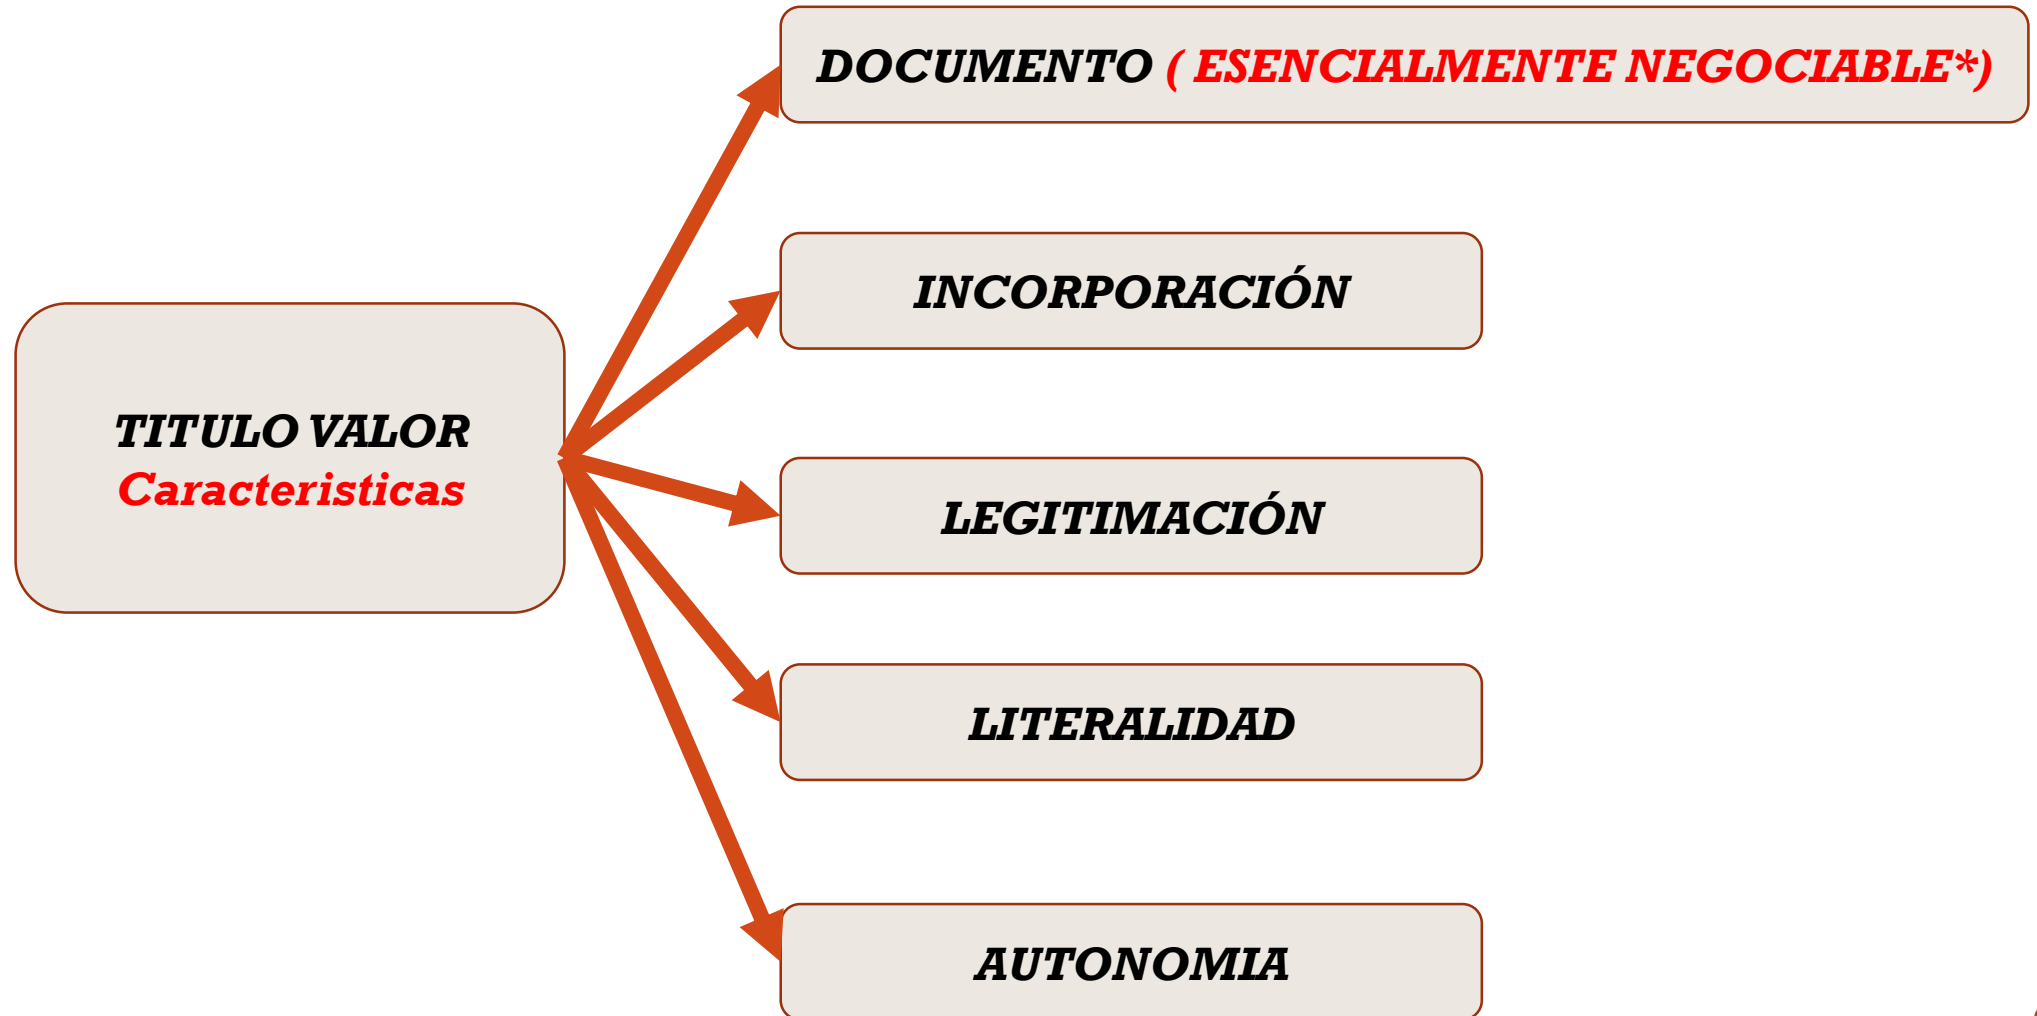 DOCUMENTO ( ESENCIALMENTE NEGOCIABLE*)
INCORPORACIÓN
TITULO VALOR
Caracteristicas
LEGITIMACIÓN
LITERALIDAD
AUTONOMIA